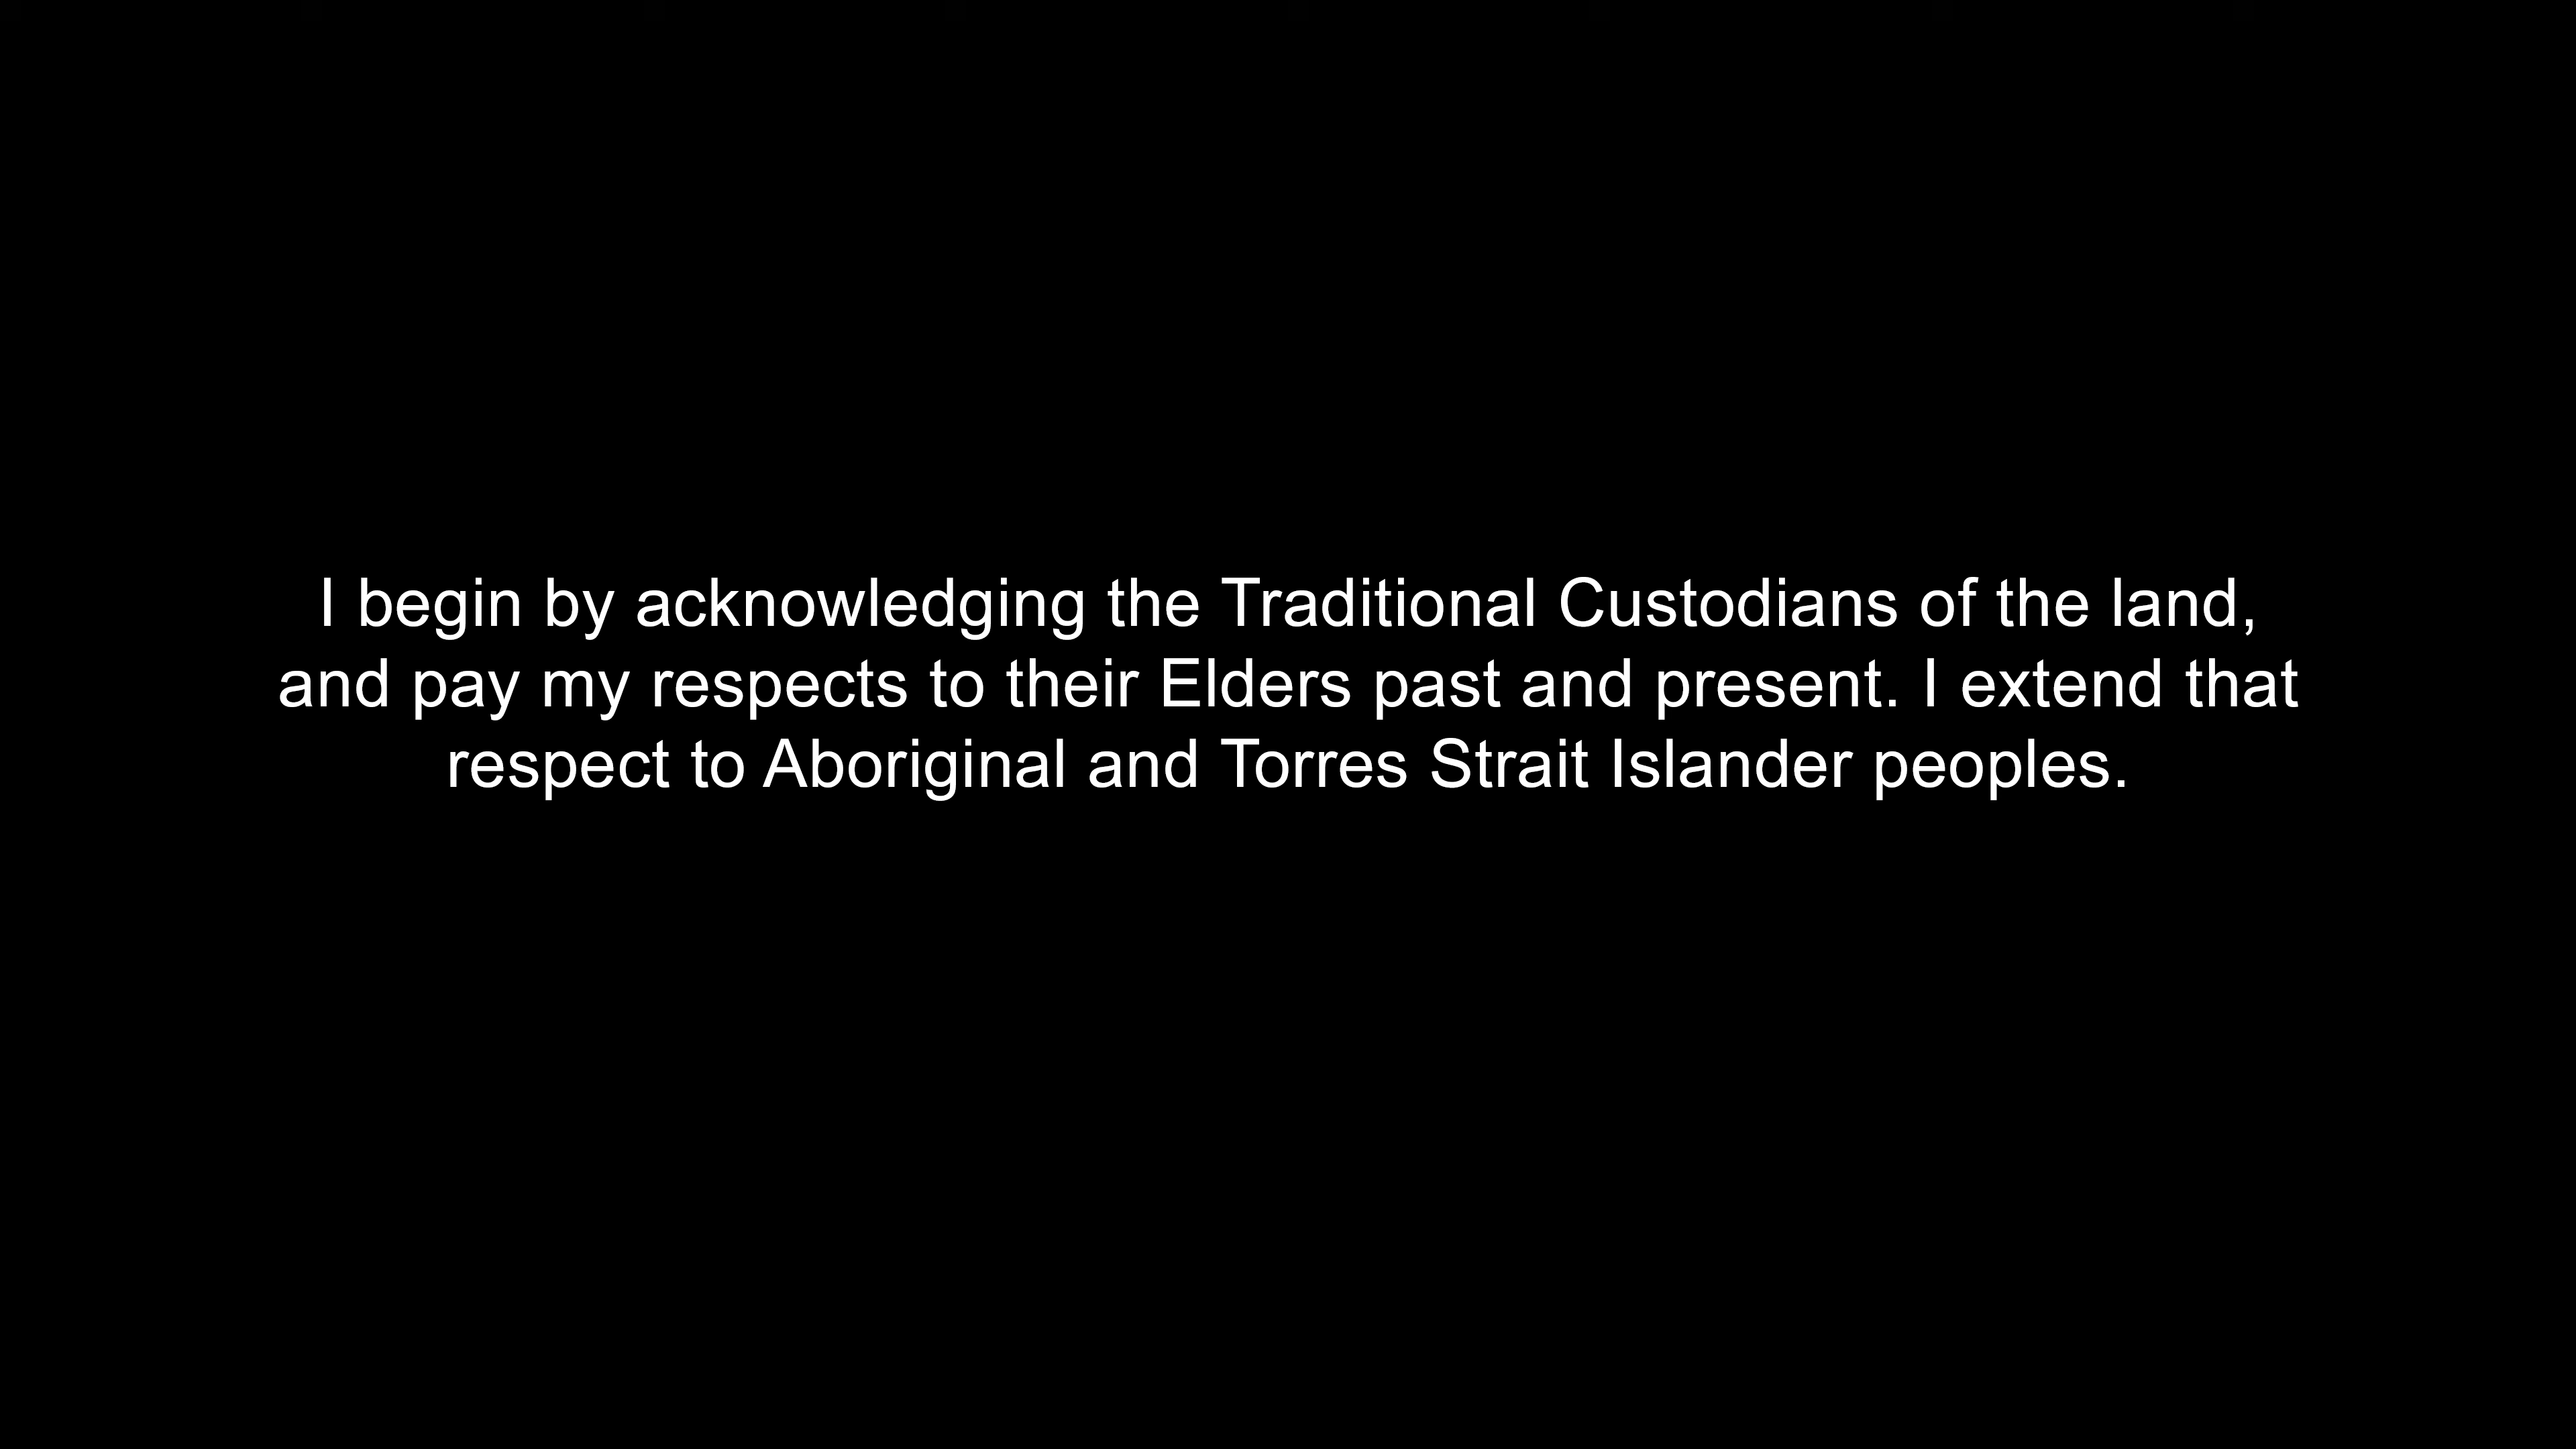 I begin by acknowledging the Traditional Custodians of the land,
and pay my respects to their Elders past and present. I extend that
respect to Aboriginal and Torres Strait Islander peoples.